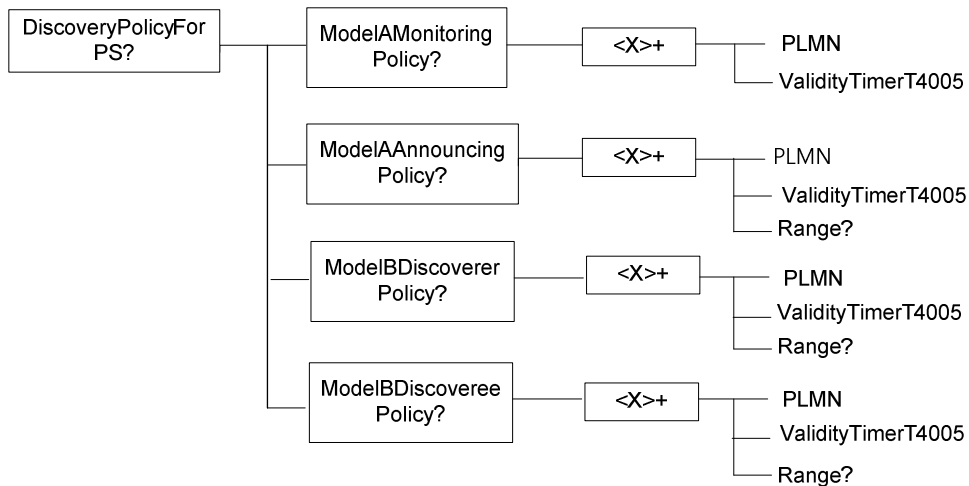 DiscoveryPolicyFor
PS?
ModelAMonitoring
Policy?
<X>+
PLMN
ValidityTimerT4005
ModelAAnnouncing
Policy?
<X>+
PLMN
ValidityTimerT4005
Range?
ModelBDiscoverer
Policy?
<X>+
PLMN
ValidityTimerT4005
Range?
ModelBDiscoveree
Policy?
<X>+
PLMN
ValidityTimerT4005
Range?